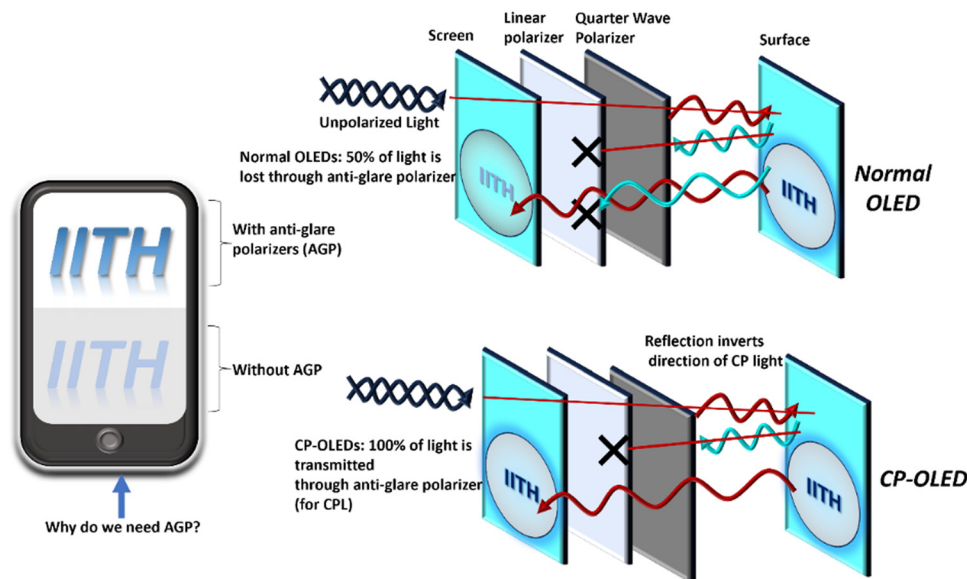 Screen
Linear
polarizer
Quarter Wave
Polarizer
Surface
Unpolarized Light
Normal OLEDs: 50% of light is
lost through anti-glare polarizer
IITH
IITH
Normal
OLED
IITH
With anti-glare
polarizers (AGP)
IITH
Without AGP
Why do we need AGP?
Reflection inverts
direction of CP light
CP-OLEDs: 100% of light is
transmitted
through anti-glare polarizer
(for CPL)
IITH
IITH
CP-OLED